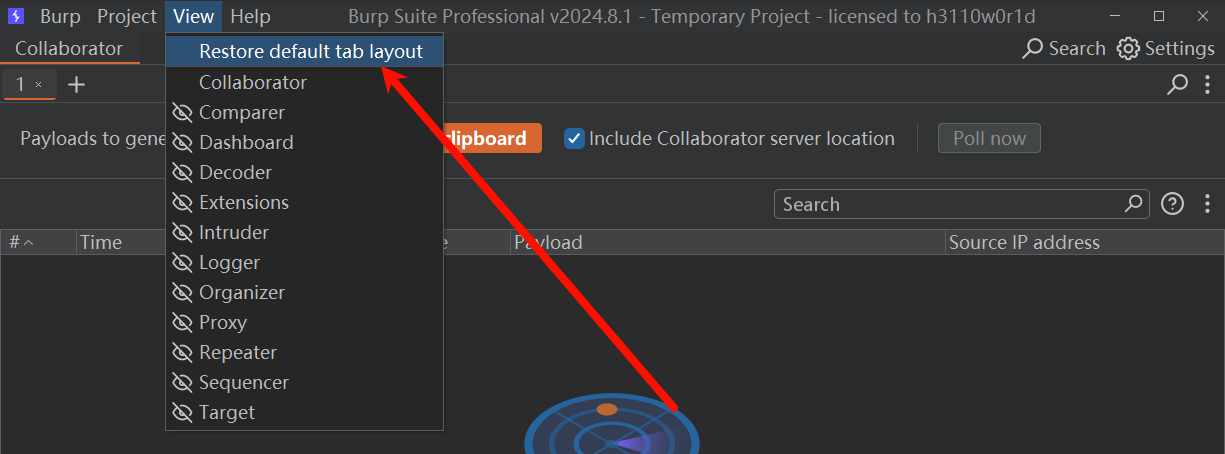 Burp Project View Help Burp Suite Professional v2024.8.1 - Temporary Project - licensed to h3110w0r1d
Collaborator Restore default tab layout Search Settings
1 × + Collaborator
Comparer
Payloads to gene Dashboard clipboard Include Collaborator server location Poll now
Decoder
Extensions Search
Intruder
# Time Payload Source IP address
Logger
Organizer
Proxy
Repeater
Sequencer
Target